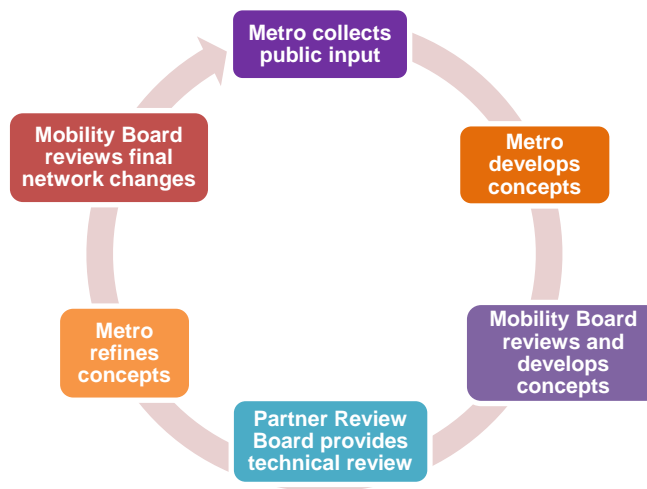 Metro collects
public input
Metro
develops
concepts
Mobility Board
reviews and
develops
concepts
Partner Review
Board provides
technical review
Metro
refines
concepts
Mobility Board
reviews final
network changes